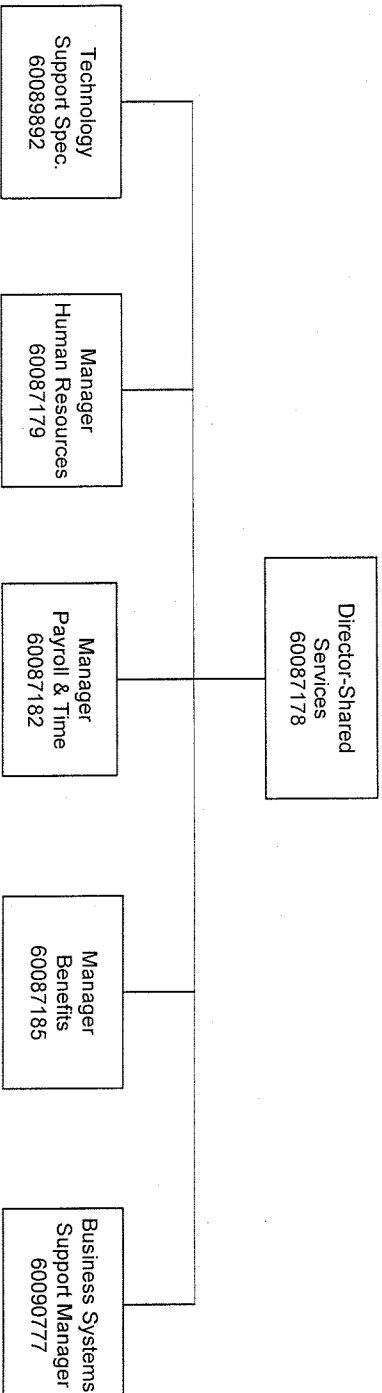 Director-Shared
Services
60087178
Technology
Support Spec.
60089892
Manager
Human Resources
60087179
Manager
Payroll & Time
60087182
Manager
Benefits
60087185
Business Systems
Support Manager
60090777